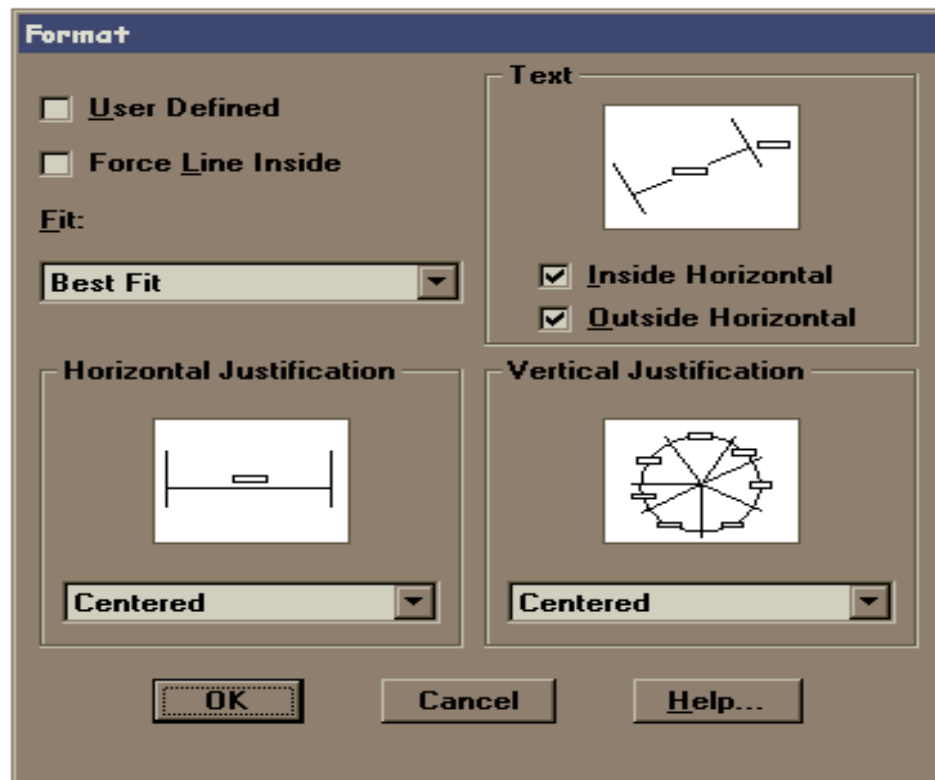 Format
User Defined
Force Line Inside
Fit:
Best Fit
Text
Inside Horizontal
Outside Horizontal
Horizontal Justification
Centered
Vertical Justification
Centered
OK
Cancel
Help...